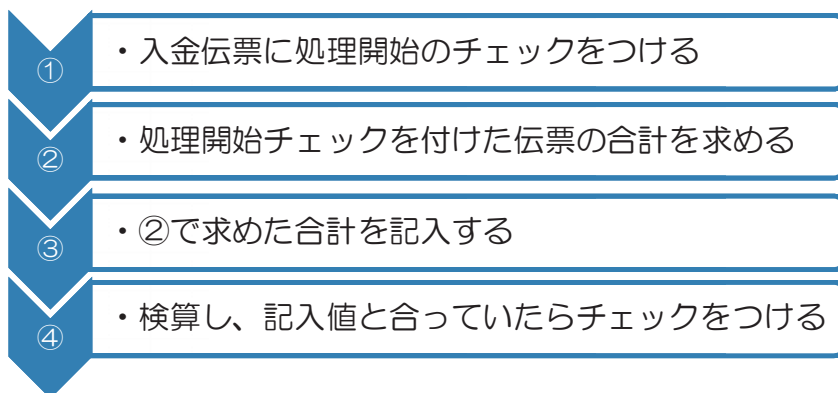 ① ・入金伝票に処理開始のチェックをつける
② ・処理開始チェックを付けた伝票の合計を求める
③ ・②で求めた合計を記入する
④ ・検算し、記入値と合っていたらチェックをつける